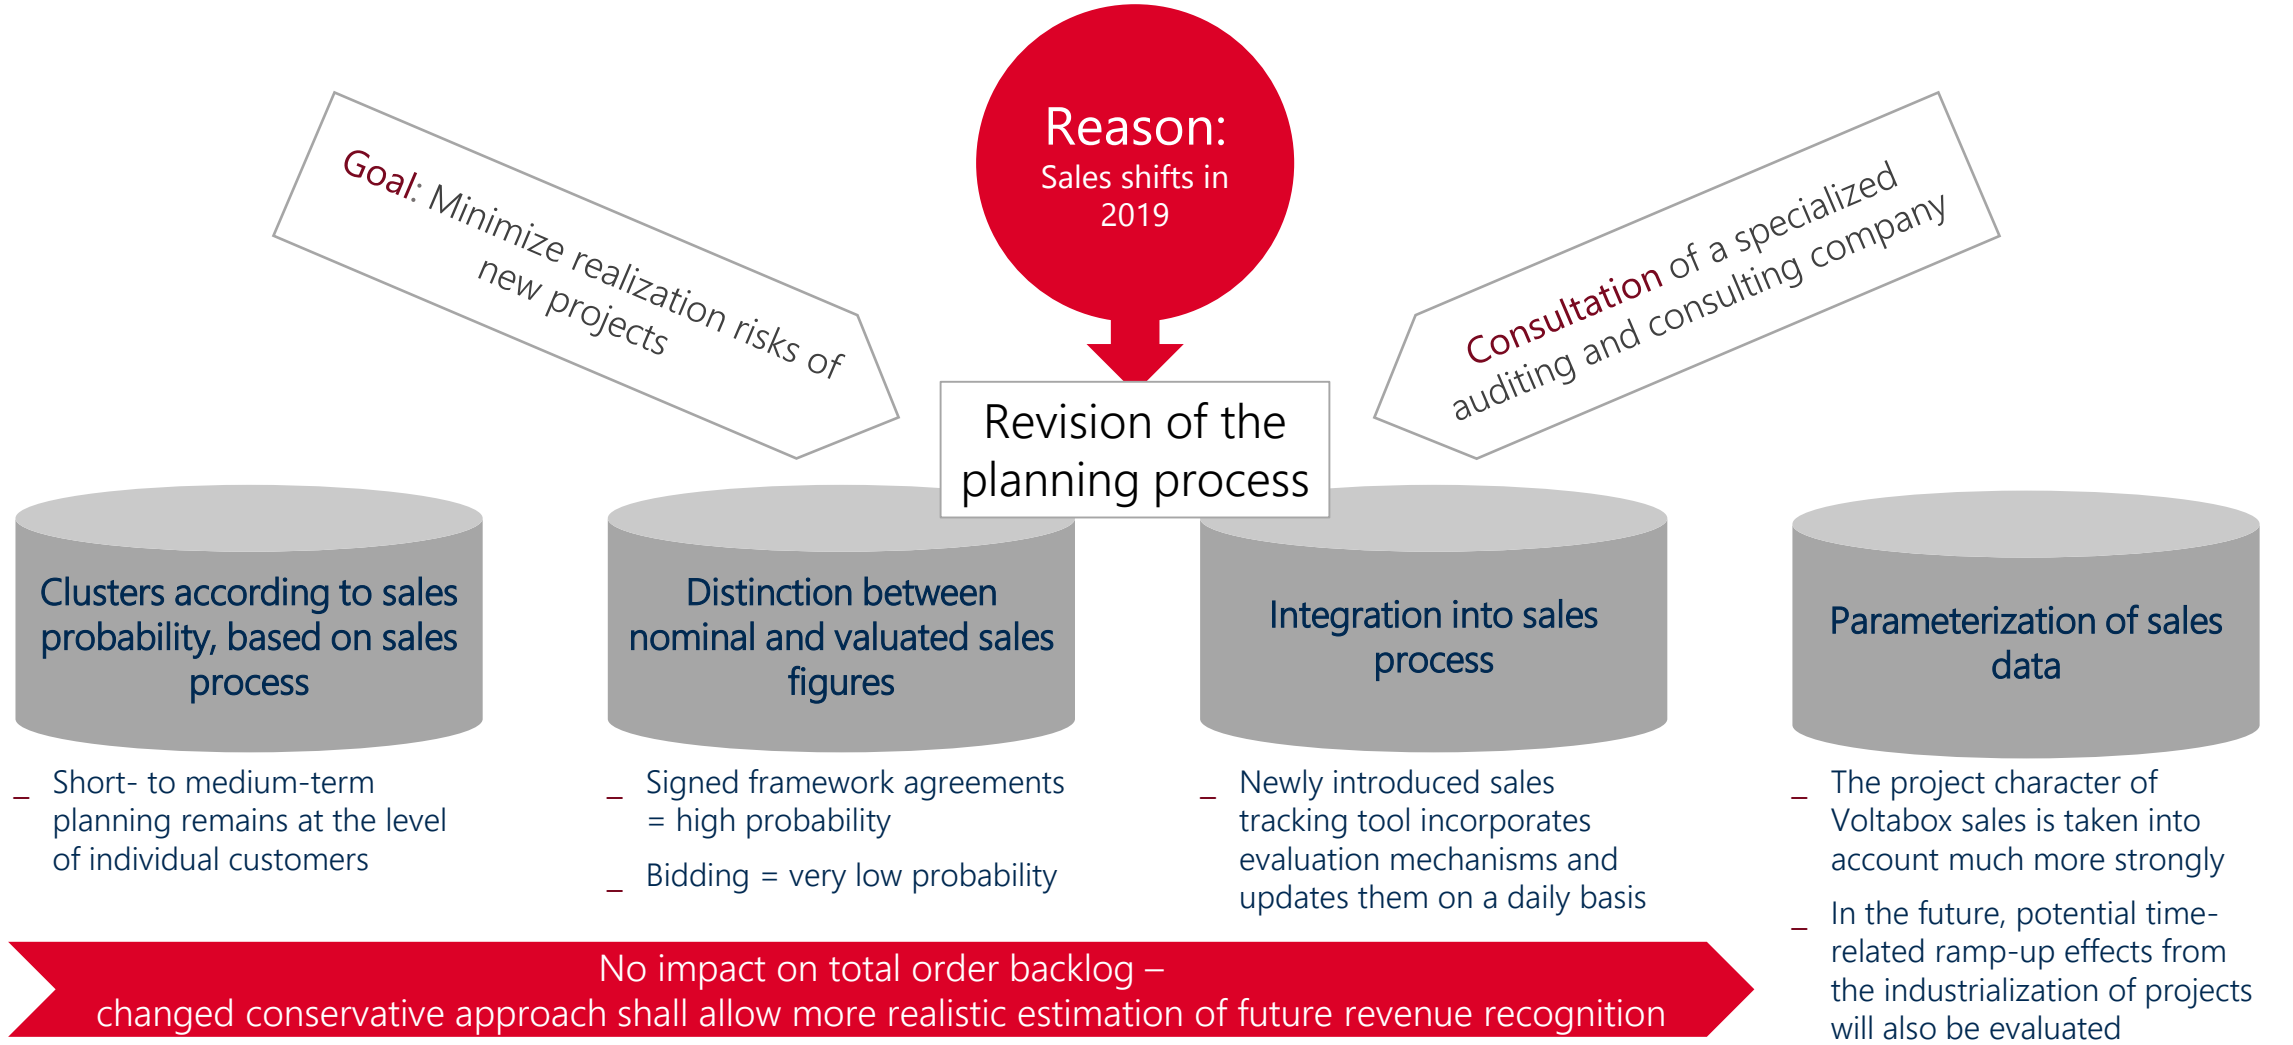 Reason:
Sales shifts in
2019
Goal: Minimize realization risks of
new projects
Consultation of a specialized
auditing and consulting company
Revision of the
planning process
Clusters according to sales
probability, based on sales
process
Distinction between
nominal and valuated sales
figures
Integration into sales
process
Parameterization of sales
data
_ Short- to medium-term
planning remains at the level
of individual customers
_ Signed framework agreements
= high probability
_ Bidding = very low probability
_ Newly introduced sales
tracking tool incorporates
evaluation mechanisms and
updates them on a daily basis
_ The project character of
Voltabox sales is taken into
account much more strongly
_ In the future, potential time-
related ramp-up effects from
the industrialization of projects
will also be evaluated
No impact on total order backlog –
changed conservative approach shall allow more realistic estimation of future revenue recognition